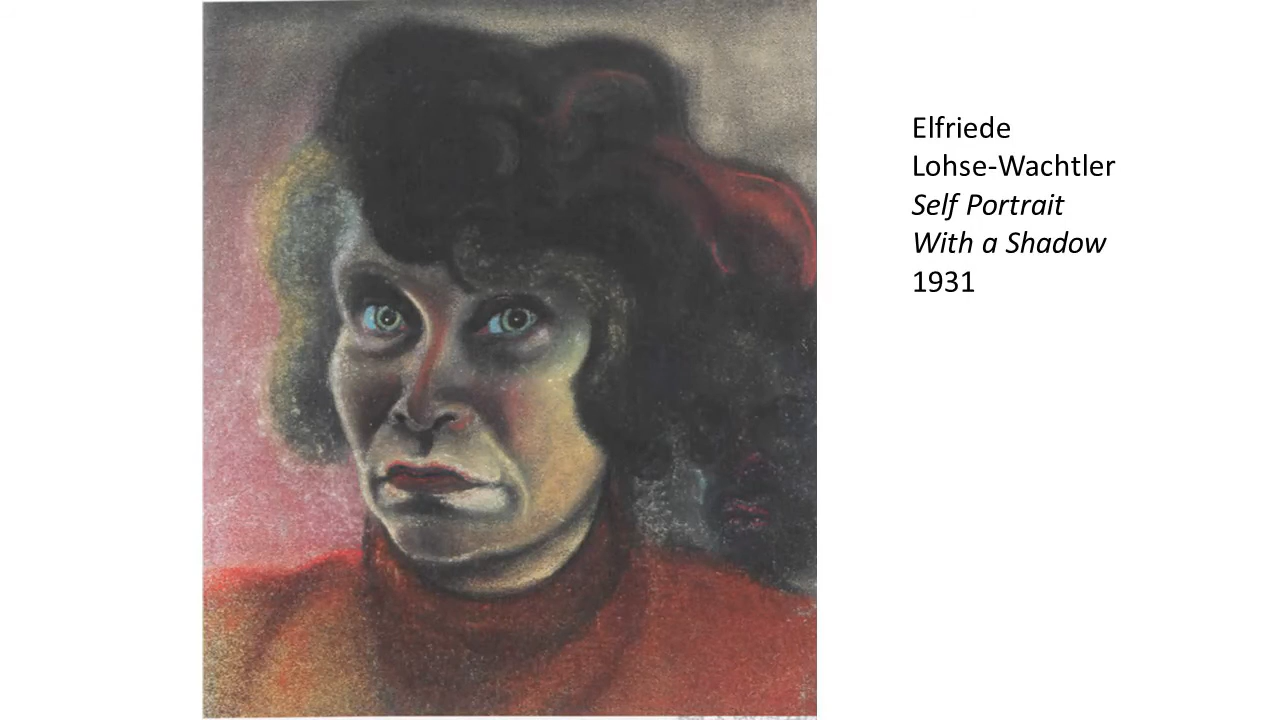 Elfriede
Lohse-Wachtler
Self Portrait
With a Shadow
1931